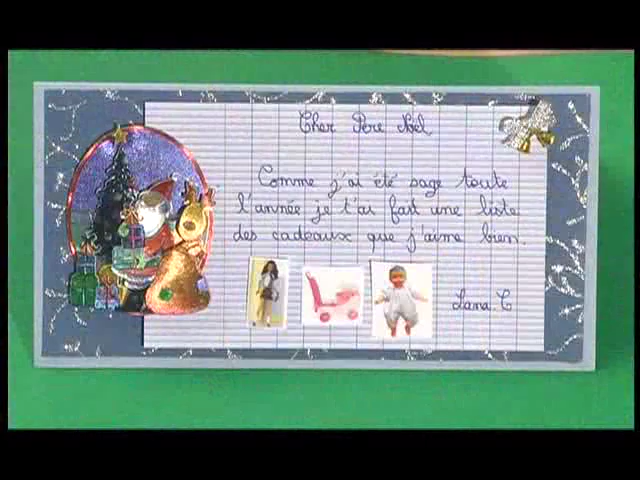 Cher Père Noël
Comme j'ai été sage toute
l'année je t'ai fait une liste
des cadeaux que j'aime bien.
Lana. C